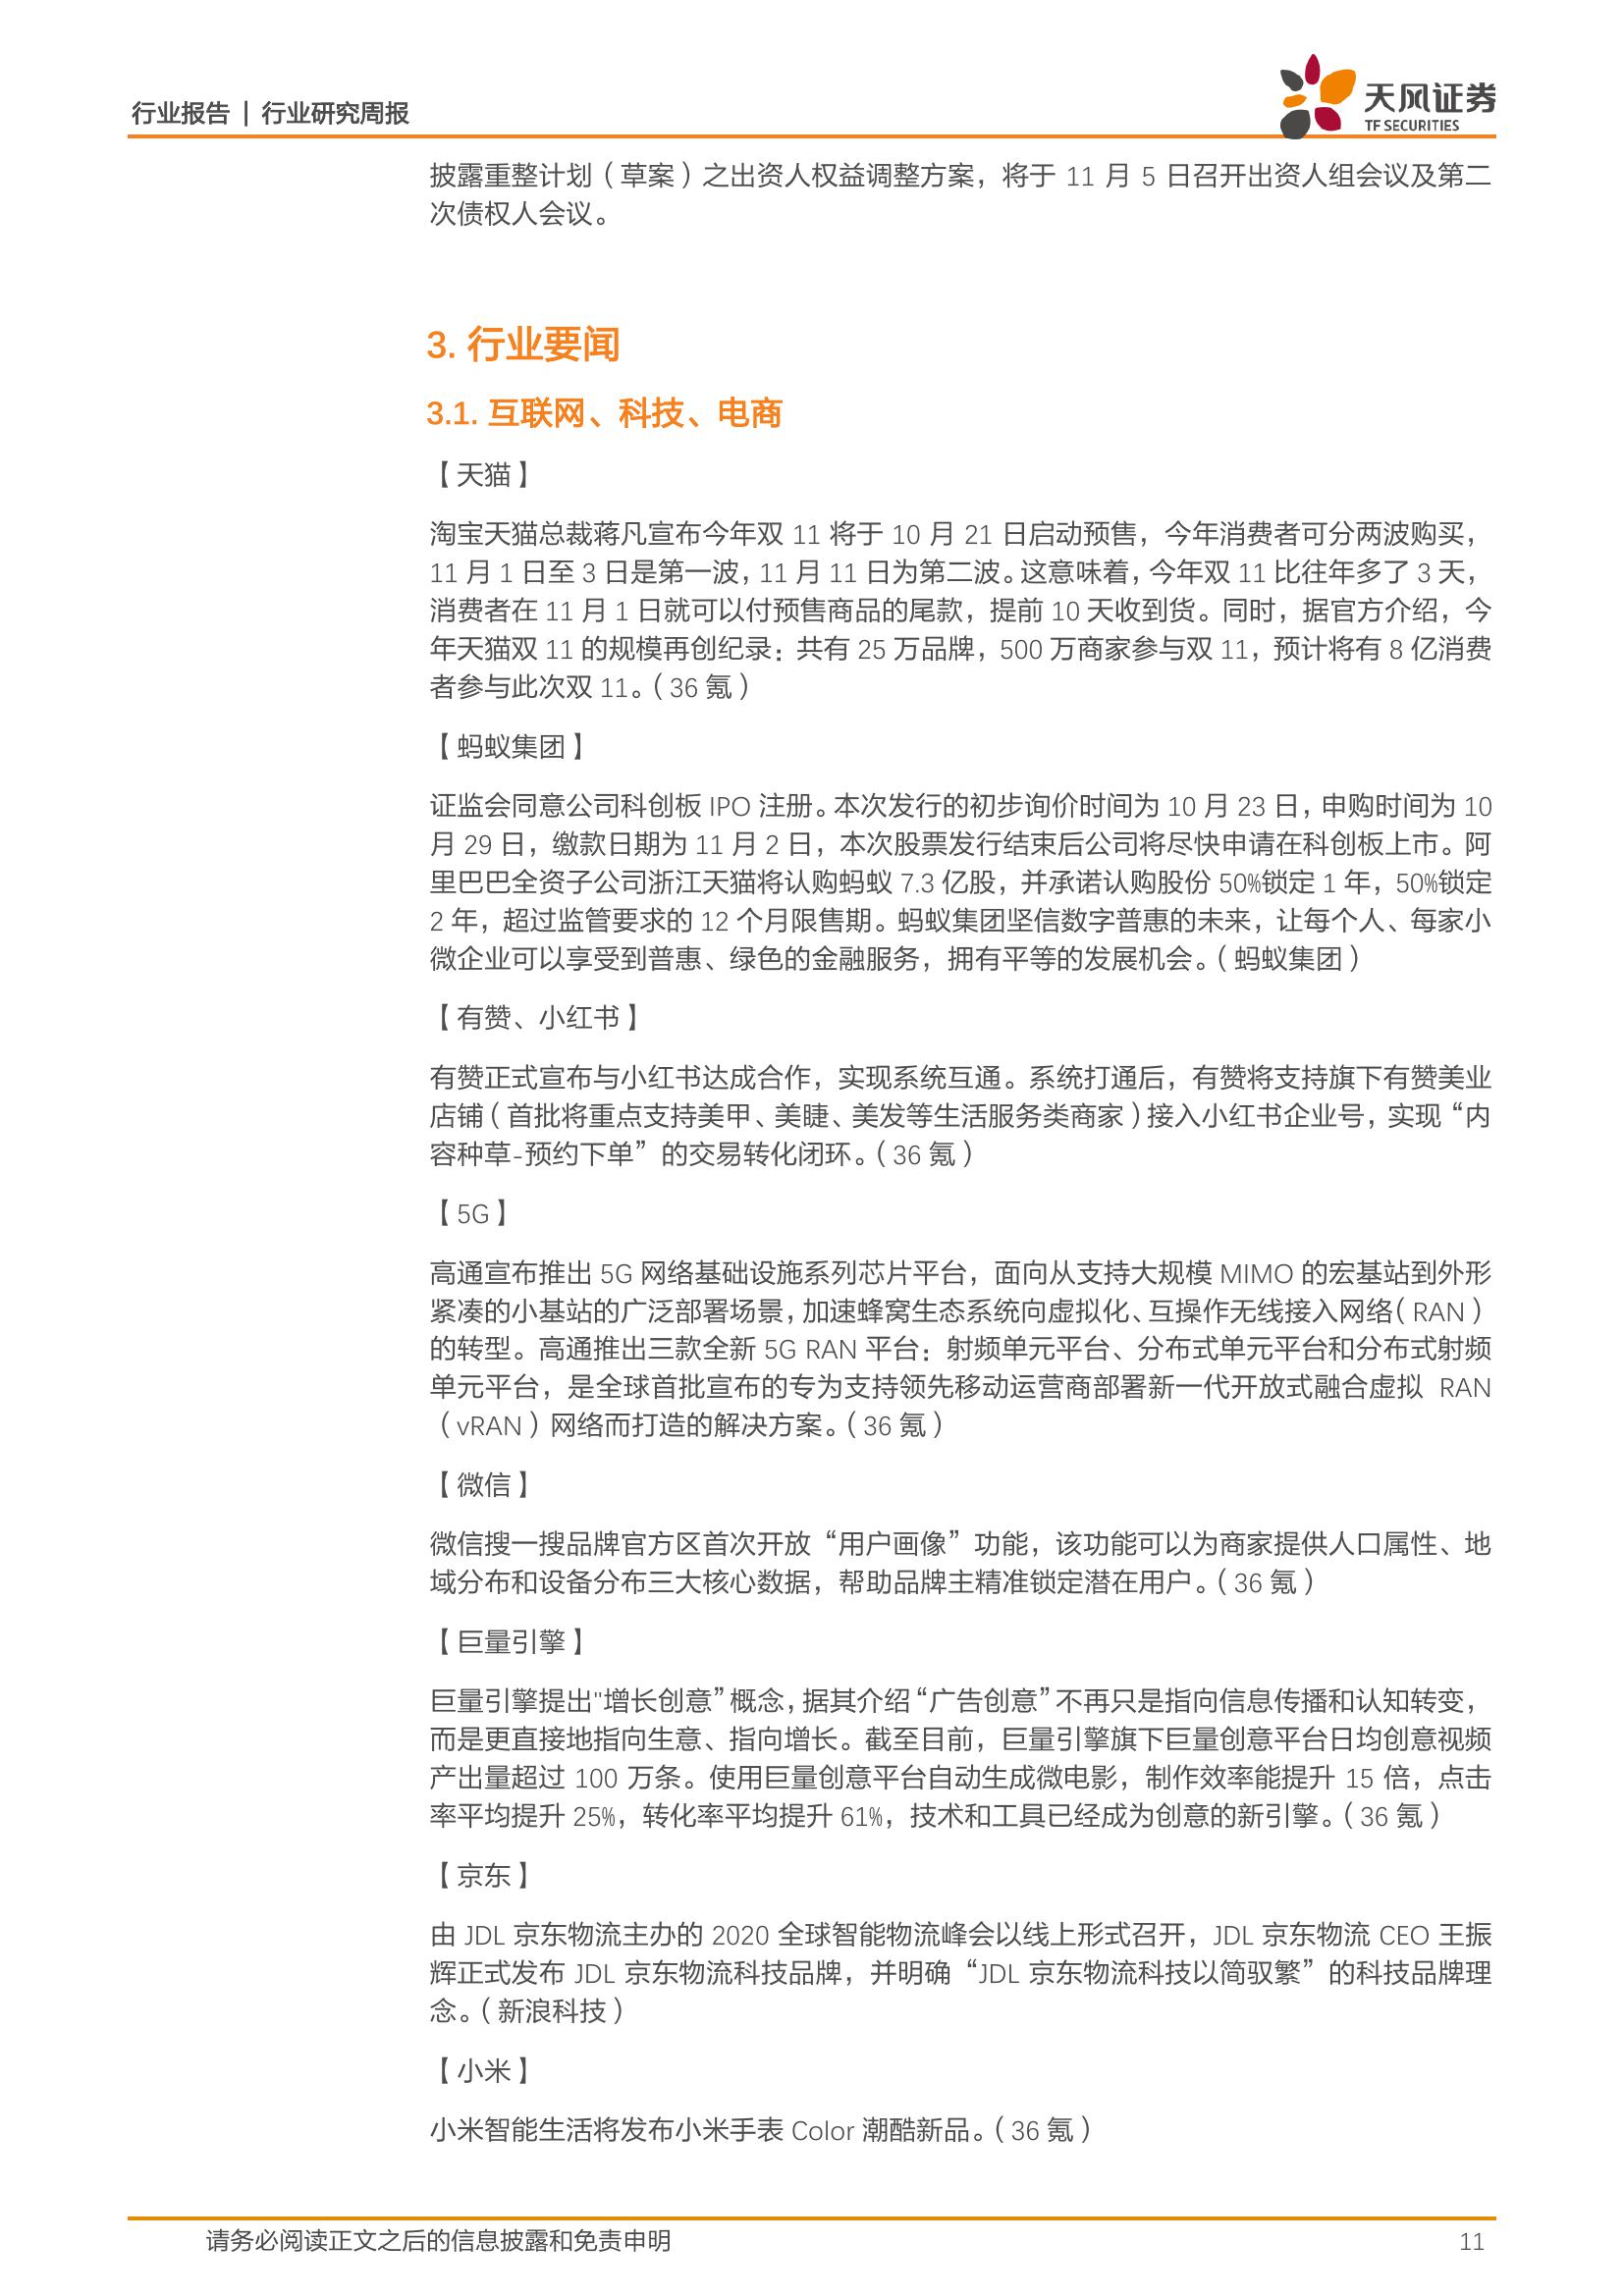 行业报告 | 行业研究周报
天风证券
TF SECURITIES
披露重整计划（草案）之出资人权益调整方案，将于 11 月 5 日召开出资人组会议及第二
次债权人会议。
3. 行业要闻
3.1. 互联网、科技、电商
【天猫】
淘宝天猫总裁蒋凡宣布今年双 11 将于 10 月 21 日启动预售，今年消费者可分两波购买，
11 月 1 日至 3 日是第一波，11 月 11 日为第二波。这意味着，今年双 11 比往年多了 3 天，
消费者在 11 月 1 日就可以付预售商品的尾款，提前 10 天收到货。同时，据官方介绍，今
年天猫双 11 的规模再创纪录：共有 25 万品牌，500 万商家参与双 11，预计将有 8 亿消费
者参与此次双 11。（36 氪）
【蚂蚁集团】
证监会同意公司科创板 IPO 注册。本次发行的初步询价时间为 10 月 23 日，申购时间为 10
月 29 日，缴款日期为 11 月 2 日，本次股票发行结束后公司将尽快申请在科创板上市。阿
里巴巴全资子公司浙江天猫将认购蚂蚁 7.3 亿股，并承诺认购股份 50%锁定 1 年，50%锁定
2 年，超过监管要求的 12 个月限售期。蚂蚁集团坚信数字普惠的未来，让每个人、每家小
微企业可以享受到普惠、绿色的金融服务，拥有平等的发展机会。（蚂蚁集团）
【有赞、小红书】
有赞正式宣布与小红书达成合作，实现系统互通。系统打通后，有赞将支持旗下有赞美业
店铺（首批将重点支持美甲、美睫、美发等生活服务类商家）接入小红书企业号，实现“内
容种草-预约下单”的交易转化闭环。（36 氪）
【5G】
高通宣布推出 5G 网络基础设施系列芯片平台，面向从支持大规模 MIMO 的宏基站到外形
紧凑的小基站的广泛部署场景，加速蜂窝生态系统向虚拟化、互操作无线接入网络（RAN）
的转型。高通推出三款全新 5G RAN 平台：射频单元平台、分布式单元平台和分布式射频
单元平台，是全球首批宣布的专为支持领先移动运营商部署新一代开放式融合虚拟 RAN
（vRAN）网络而打造的解决方案。（36 氪）
【微信】
微信搜一搜品牌官方区首次开放“用户画像”功能，该功能可以为商家提供人口属性、地
域分布和设备分布三大核心数据，帮助品牌主精准锁定潜在用户。（36 氪）
【巨量引擎】
巨量引擎提出"增长创意”概念，据其介绍“广告创意”不再只是指向信息传播和认知转变，
而是更直接地指向生意、指向增长。截至目前，巨量引擎旗下巨量创意平台日均创意视频
产出量超过 100 万条。使用巨量创意平台自动生成微电影，制作效率能提升 15 倍，点击
率平均提升 25%，转化率平均提升 61%，技术和工具已经成为创意的新引擎。（36 氪）
【京东】
由 JDL 京东物流主办的 2020 全球智能物流峰会以线上形式召开，JDL 京东物流 CEO 王振
辉正式发布 JDL 京东物流科技品牌，并明确“JDL 京东物流科技以简驭繁”的科技品牌理
念。（新浪科技）
【小米】
小米智能生活将发布小米手表 Color 潮酷新品。（36 氪）
请务必阅读正文之后的信息披露和免责申明
11